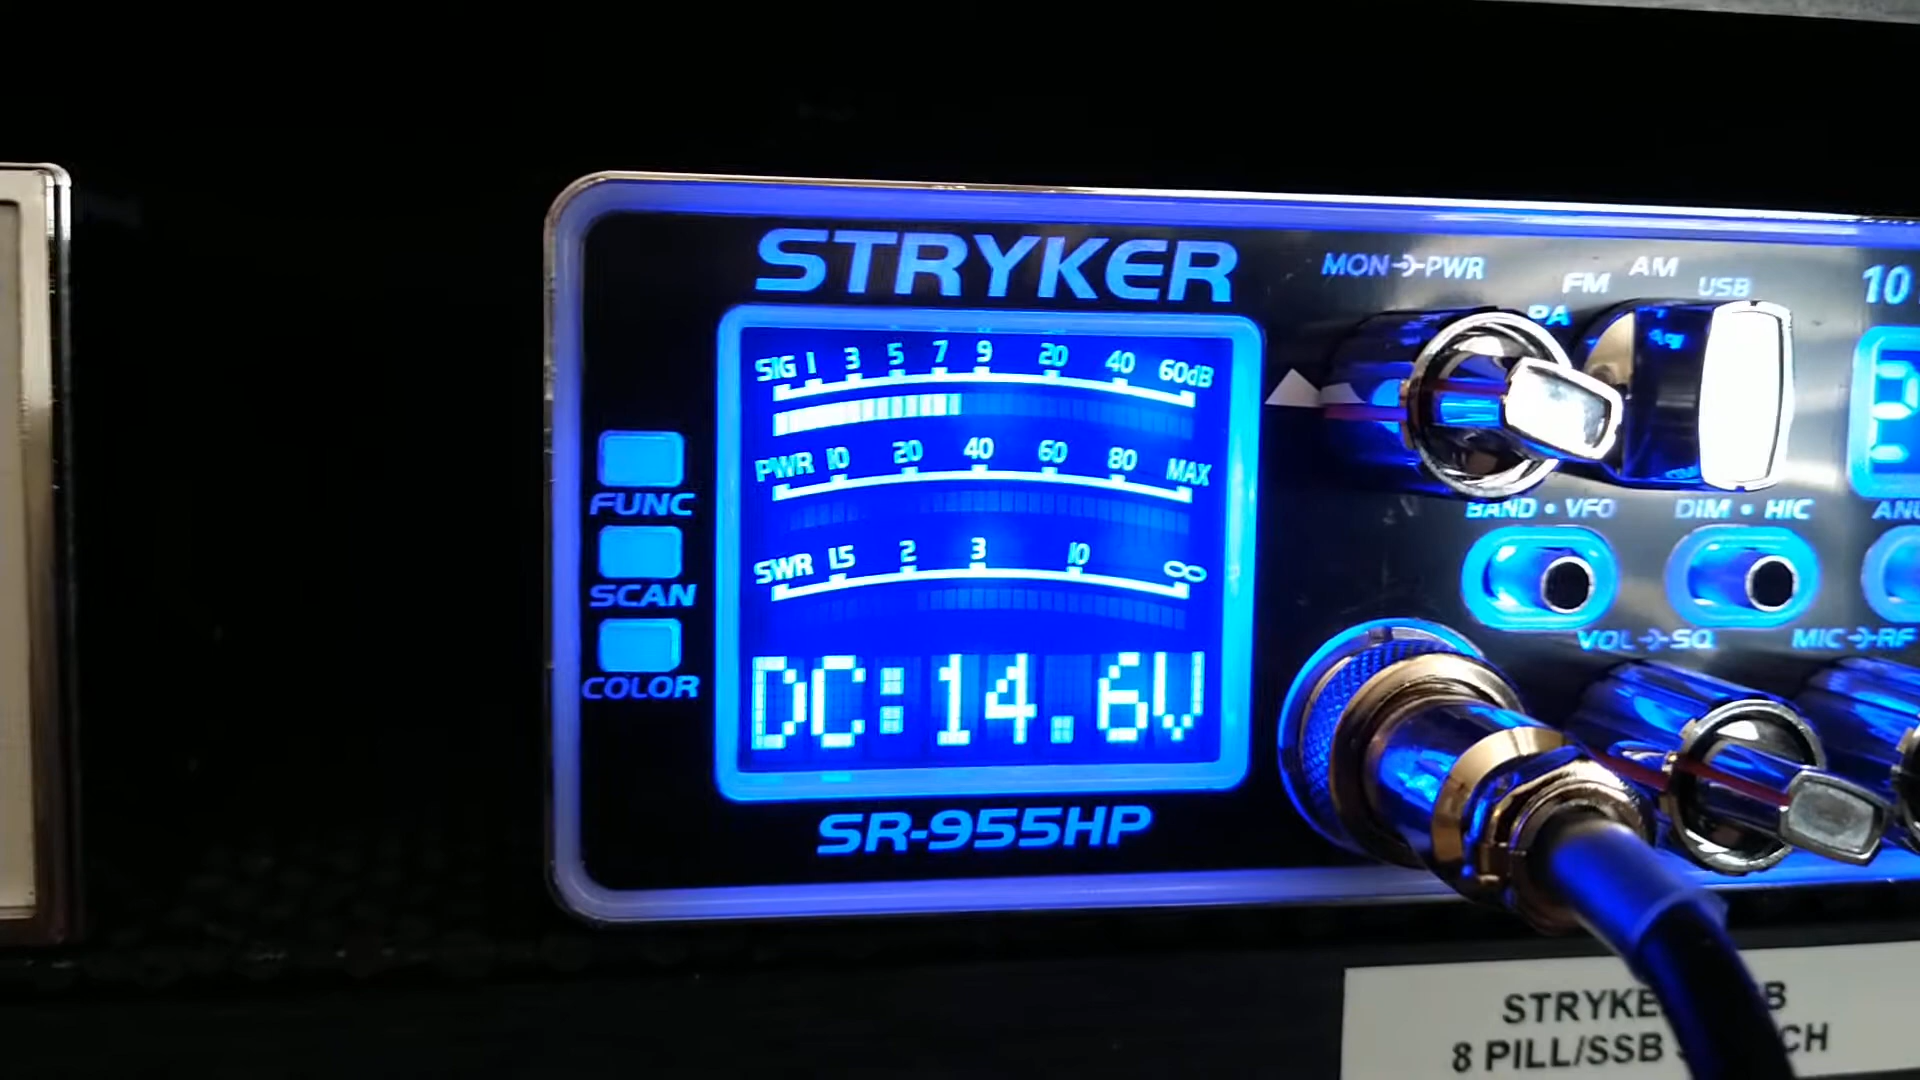 STRYKER
SIG 1 3 5 7 9 20 40 60dB
PWR 10 20 40 60 80 MAX
SWR 1.5 2 3 10 ∞
DC:14.6V
SR-955HP
FUNC
SCAN
COLOR
MON PWR
PA FM AM USB
10
BAND • VFO
DIM • HIC
VOL SQ
MIC RF
STRYKE
8 PILL/SSB